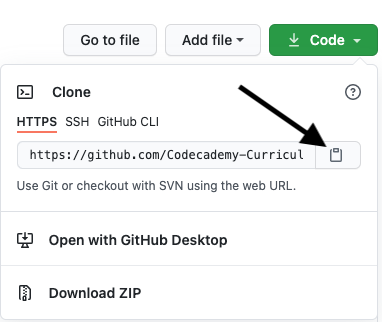 Go to file Add file Code
Clone
HTTPS SSH GitHub CLI
https://github.com/Codecademy-Curricul
Use Git or checkout with SVN using the web URL.
Open with GitHub Desktop
Download ZIP